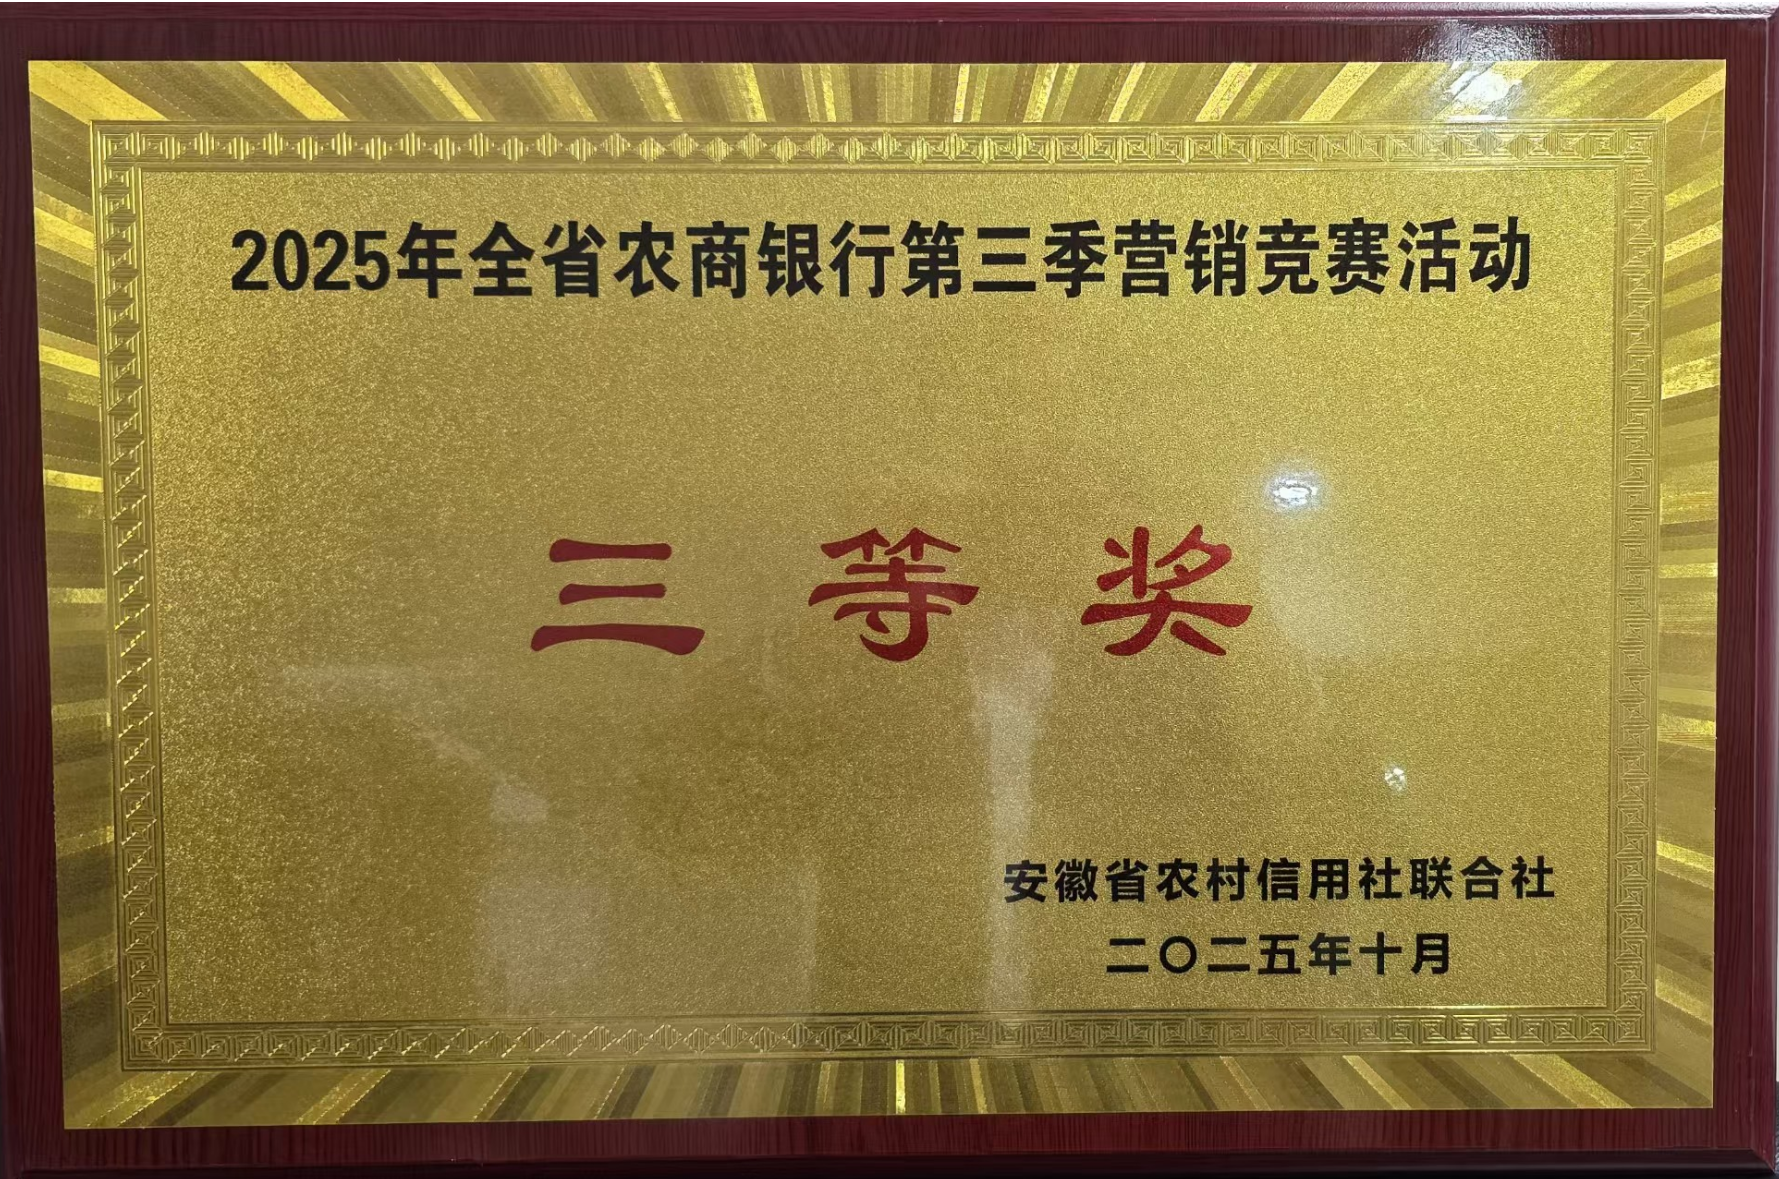 2025年全省农商银行第三季营销竞赛活动
三等奖
安徽省农村信用社联合社
二〇二五年十月